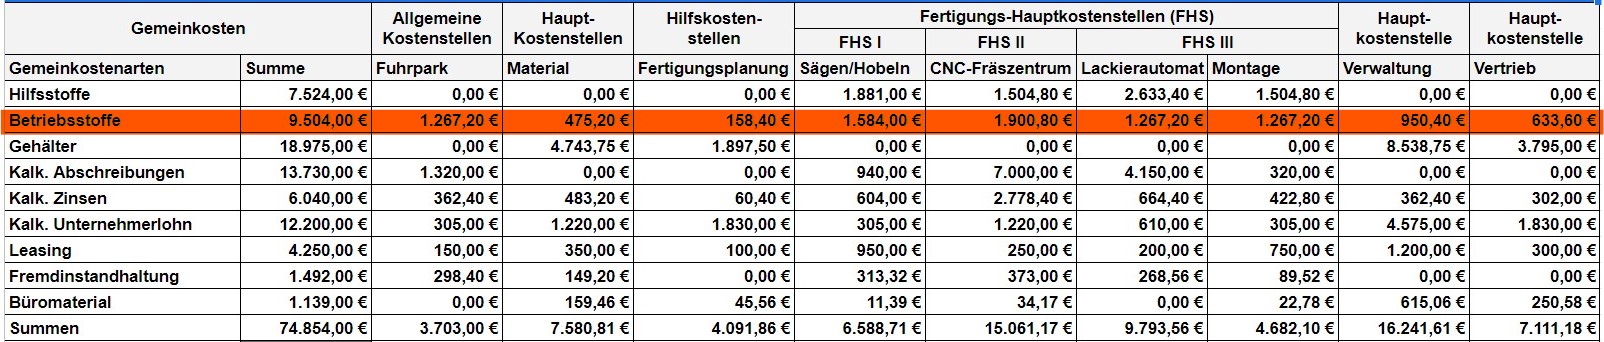 Gemeinkosten Allgemeine Kostenstellen Haupt-Kostenstellen Hilfskosten-stellen Fertigungs-Hauptkostenstellen (FHS) Haupt-kostenstelle Haupt-kostenstelle
FHS I FHS II FHS III
Gemeinkostenarten Summe Fuhrpark Material Fertigungsplanung Sägen/Hobeln CNC-Fräszentrum Lackierautomat Montage Verwaltung Vertrieb
Hilfsstoffe 7.524,00 € 0,00 € 0,00 € 0,00 € 1.881,00 € 1.504,80 € 2.633,40 € 1.504,80 € 0,00 € 0,00 €
Betriebsstoffe 9.504,00 € 1.267,20 € 475,20 € 158,40 € 1.584,00 € 1.900,80 € 1.267,20 € 1.267,20 € 950,40 € 633,60 €
Gehälter 18.975,00 € 0,00 € 4.743,75 € 1.897,50 € 0,00 € 0,00 € 0,00 € 0,00 € 8.538,75 € 3.795,00 €
Kalk. Abschreibungen 13.730,00 € 1.320,00 € 0,00 € 0,00 € 940,00 € 7.000,00 € 4.150,00 € 320,00 € 0,00 € 0,00 €
Kalk. Zinsen 6.040,00 € 362,40 € 483,20 € 60,40 € 604,00 € 2.778,40 € 664,40 € 422,80 € 362,40 € 302,00 €
Kalk. Unternehmerlohn 12.200,00 € 305,00 € 1.220,00 € 1.830,00 € 305,00 € 1.220,00 € 610,00 € 305,00 € 4.575,00 € 1.830,00 €
Leasing 4.250,00 € 150,00 € 350,00 € 100,00 € 950,00 € 250,00 € 200,00 € 750,00 € 1.200,00 € 300,00 €
Fremdinstandhaltung 1.492,00 € 298,40 € 149,20 € 0,00 € 313,32 € 373,00 € 268,56 € 89,52 € 0,00 € 0,00 €
Büromaterial 1.139,00 € 0,00 € 159,46 € 45,56 € 11,39 € 34,17 € 0,00 € 22,78 € 615,06 € 250,58 €
Summen 74.854,00 € 3.703,00 € 7.580,81 € 4.091,86 € 6.588,71 € 15.061,17 € 9.793,56 € 4.682,10 € 16.241,61 € 7.111,18 €